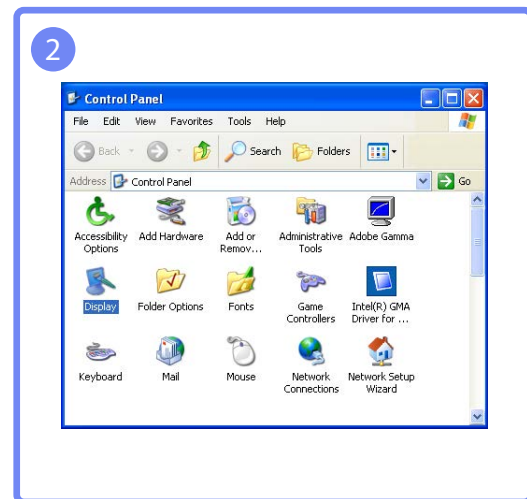 2
Control Panel
File Edit View Favorites Tools Help
Back Search Folders
Address Control Panel Go
Accessibility Options Add Hardware Add or Remov... Administrative Tools Adobe Gamma
Display Folder Options Fonts Game Controllers Intel(R) GMA Driver for ...
Keyboard Mail Mouse Network Connections Network Setup Wizard